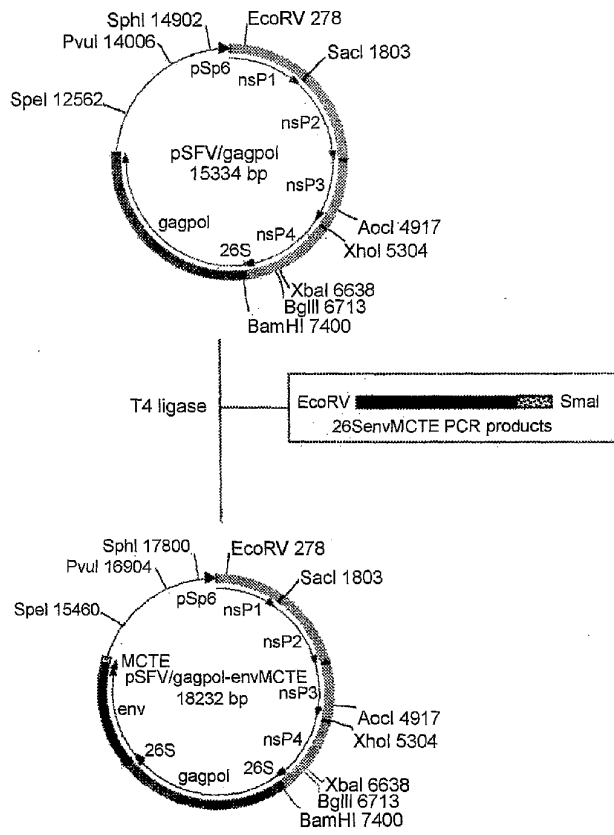 SphI 14902
EcoRV 278
PvuI 14006
SacI 1803
pSp6
nsP1
SpeI 12562
nsP2
pSFV/gagpol
15334 bp
nsP3
gagpol
nsP4
AocI 4917
26S
XhoI 5304
XbaI 6638
BglII 6713
BamHI 7400
T4 ligase
EcoRV
SmaI
26SenvMCTE PCR products
SphI 17800
EcoRV 278
PvuI 16904
SacI 1803
pSp6
nsP1
SpeI 15460
nsP2
MCTE
pSFV/gagpol-envMCTE
nsP3
18232 bp
env
AocI 4917
nsP4
XhoI 5304
26S
26S
gagpol
XbaI 6638
BglII 6713
BamHI 7400